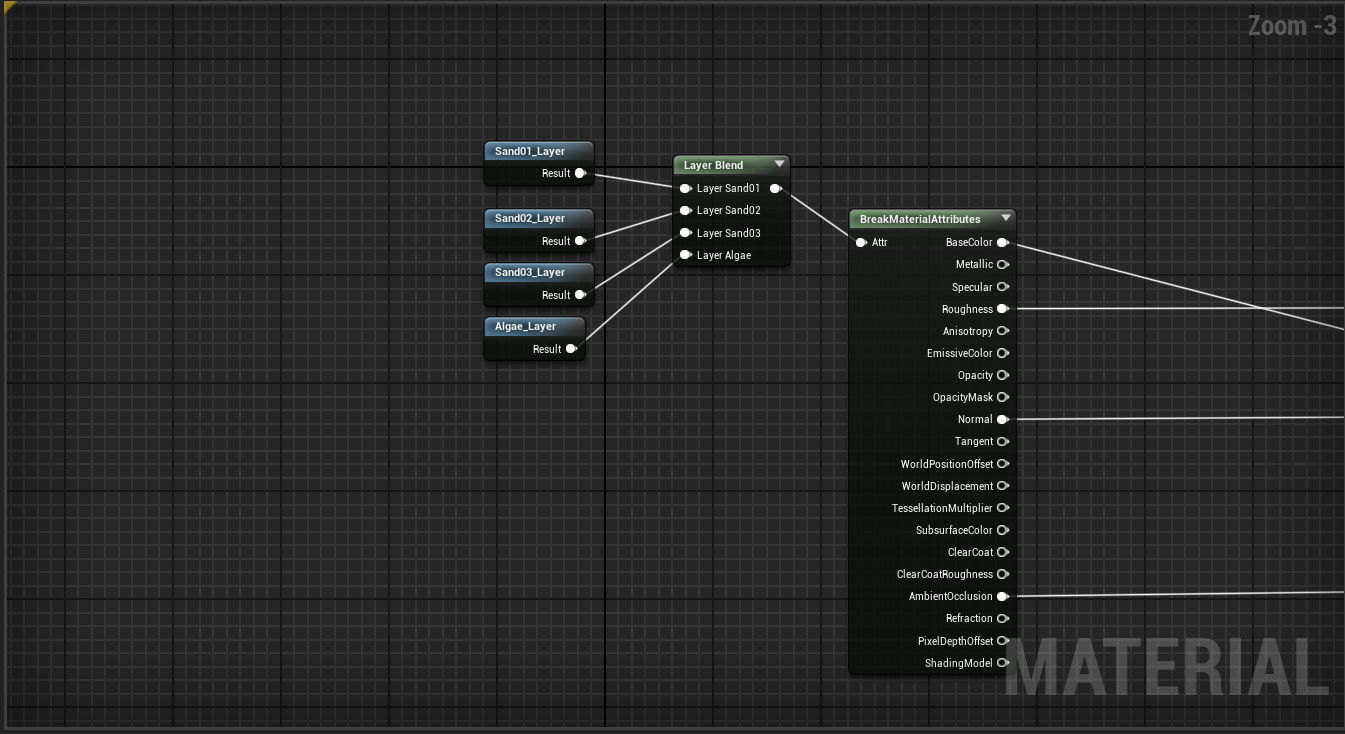 Zoom -3
Sand01_Layer
Result
Sand02_Layer
Result
Sand03_Layer
Result
Algae_Layer
Result
Layer Blend
Layer Sand01
Layer Sand02
Layer Sand03
Layer Algae
BreakMaterialAttributes
Attr BaseColor
Metallic
Specular
Roughness
Anisotropy
EmissiveColor
Opacity
OpacityMask
Normal
Tangent
WorldPositionOffset
WorldDisplacement
TessellationMultiplier
SubsurfaceColor
ClearCoat
ClearCoatRoughness
AmbientOcclusion
Refraction
PixelDepthOffset
ShadingModel
MATERIAL